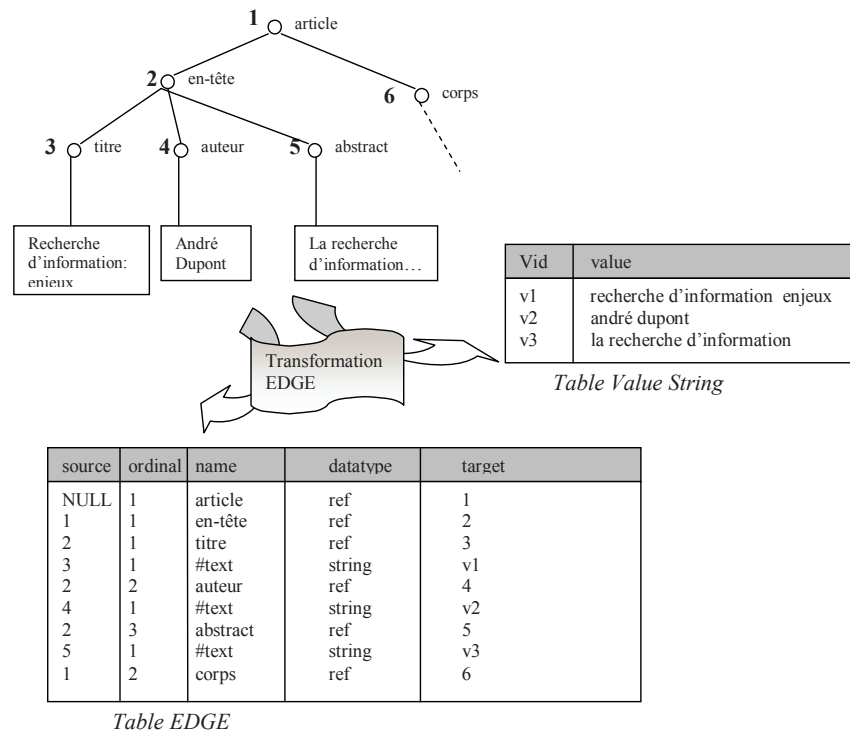 1 article
2 en-tête
6 corps
3 titre
4 auteur
5 abstract
Recherche
d'information:
enjeux
André
Dupont
La recherche
d'information…
Vid value
v1 recherche d'information enjeux
v2 andré dupont
v3 la recherche d'information
Table Value String
Transformation
EDGE
source ordinal name datatype target
NULL 1 article ref 1
1 1 en-tête ref 2
2 1 titre ref 3
3 1 #text string v1
2 2 auteur ref 4
4 1 #text string v2
2 3 abstract ref 5
5 1 #text string v3
1 2 corps ref 6
Table EDGE